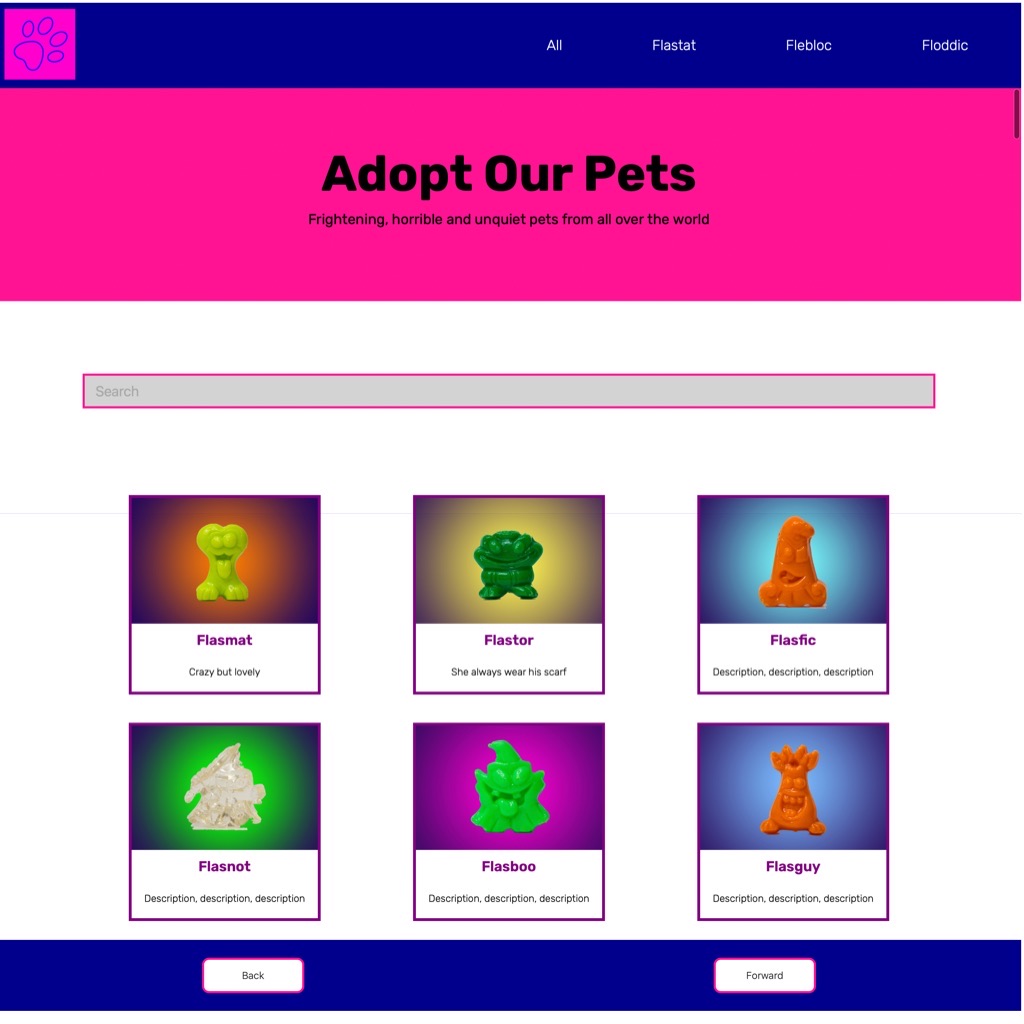 All Flastat Flebloc Floddic
Adopt Our Pets
Frightening, horrible and unquiet pets from all over the world
Search
Flasmat Flastor Flasfic
Crazy but lovely She always wear his scarf Description, description, description
Flasnot Flasboo Flasguy
Description, description, description Description, description, description Description, description, description
Back Forward